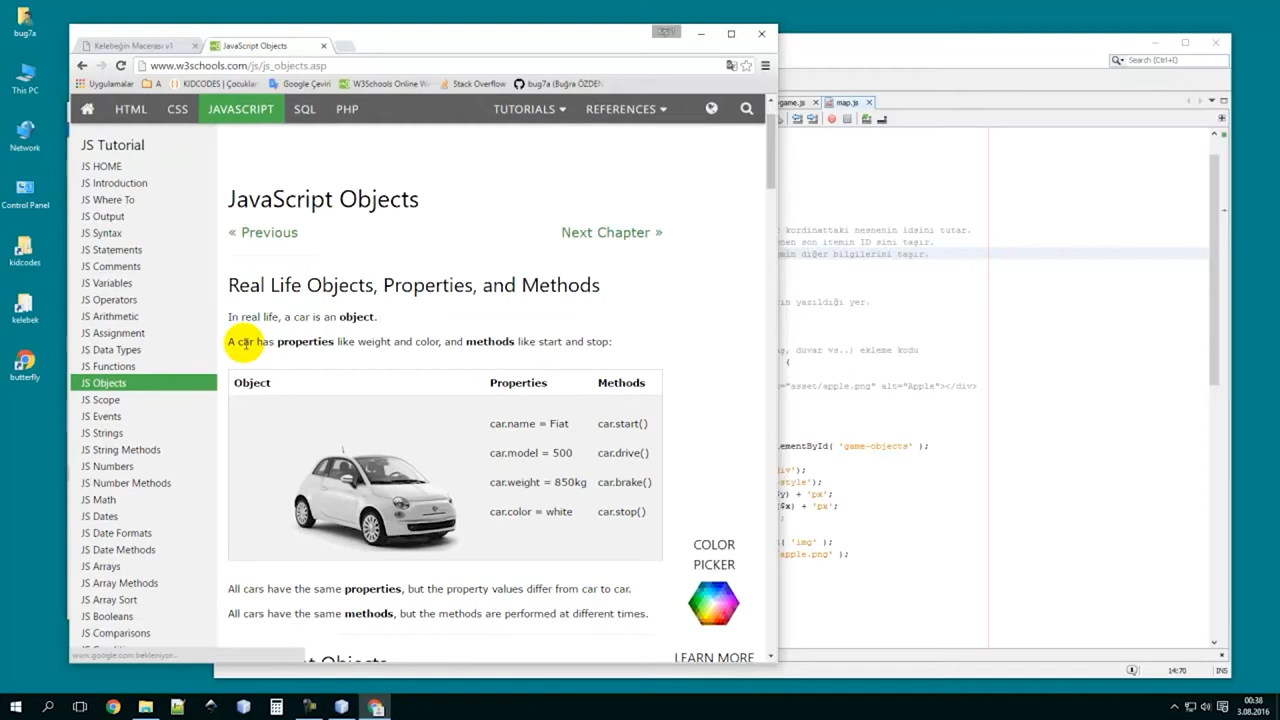 bug7a
This PC
Network
Control Panel
kidcodes
kelebek
butterfly
Kelebeğin Macerası v1
JavaScript Objects
www.w3schools.com/js/js_objects.asp
Uygulamalar
A
KIDCODES | Çocuklar
Google Çeviri
W3Schools Online We
Stack Overflow
bug7a (Buğra ÖZDEN
HTML
CSS
JAVASCRIPT
SQL
PHP
TUTORIALS
REFERENCES
JS Tutorial
JS HOME
JS Introduction
JS Where To
JS Output
JS Syntax
JS Statements
JS Comments
JS Variables
JS Operators
JS Arithmetic
JS Assignment
JS Data Types
JS Functions
JS Objects
JS Scope
JS Events
JS Strings
JS String Methods
JS Numbers
JS Number Methods
JS Math
JS Dates
JS Date Formats
JS Date Methods
JS Arrays
JS Array Methods
JS Array Sort
JS Booleans
JS Comparisons
www.google.com bekleniyor...
JavaScript Objects
« Previous
Next Chapter »
Real Life Objects, Properties, and Methods
In real life, a car is an object.
A car has properties like weight and color, and methods like start and stop:
Object Properties Methods
car.name = Fiat car.start()
car.model = 500 car.drive()
car.weight = 850kg car.brake()
car.color = white car.stop()
All cars have the same properties, but the property values differ from car to car.
All cars have the same methods, but the methods are performed at different times.
COLOR
PICKER
LEARN MORE
Search (Ctrl+I)
game.js
map.js
kordinattaki nesnenin idsini tutar.
nen son itemin ID sini taşır.
min diğer bilgilerini taşır.
in yazıldığı yer.
ş, duvar vs..) ekleme kodu
{
="asset/apple.png" alt="Apple"></div>
lementById( 'game-objects' );
iv');
style');
$y) + 'px';
($x) + 'px';
;
( 'img' );
apple.png' );
14:70
INS
00:38
3.08.2016